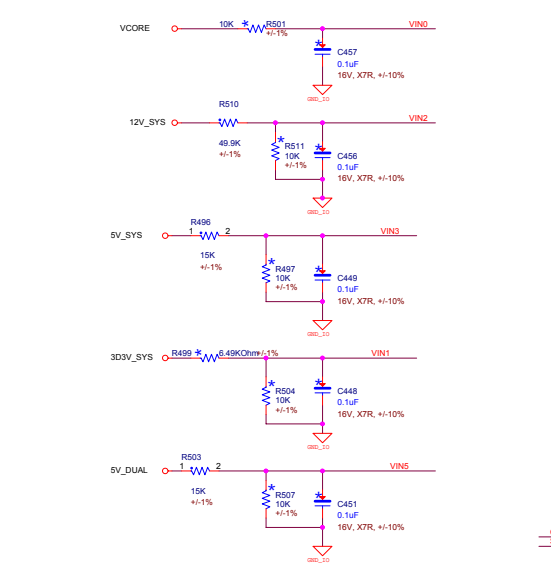 VCORE 10K * R501 VIN0
+/-1%
* C457
0.1uF
16V, X7R, +/-10%
GND_IO
R510
12V_SYS VIN2
49.9K
+/-1%
* R511
10K
+/-1%
* C456
0.1uF
16V, X7R, +/-10%
GND_IO
R496
5V_SYS 1 2 VIN3
15K
+/-1%
* R497
10K
+/-1%
* C449
0.1uF
16V, X7R, +/-10%
GND_IO
3D3V_SYS R499 * 6.49KOhm+/-1% VIN1
* R504
10K
+/-1%
* C448
0.1uF
16V, X7R, +/-10%
GND_IO
R503
5V_DUAL 1 2 VIN5
15K
+/-1%
* R507
10K
+/-1%
* C451
0.1uF
16V, X7R, +/-10%
GND_IO